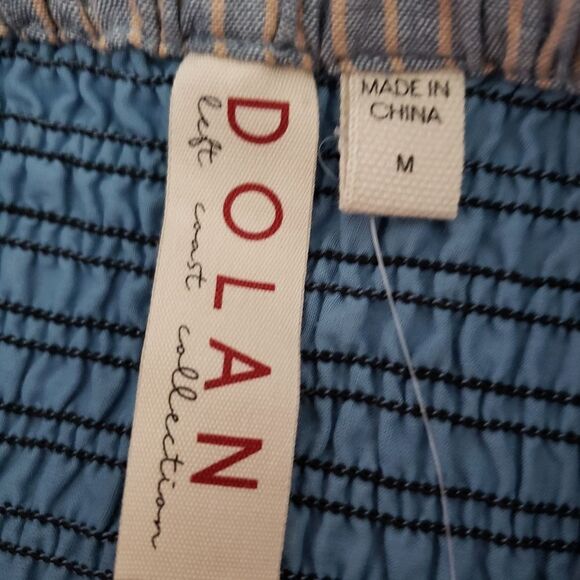 DOLAN
left coast collection
MADE IN
CHINA
M